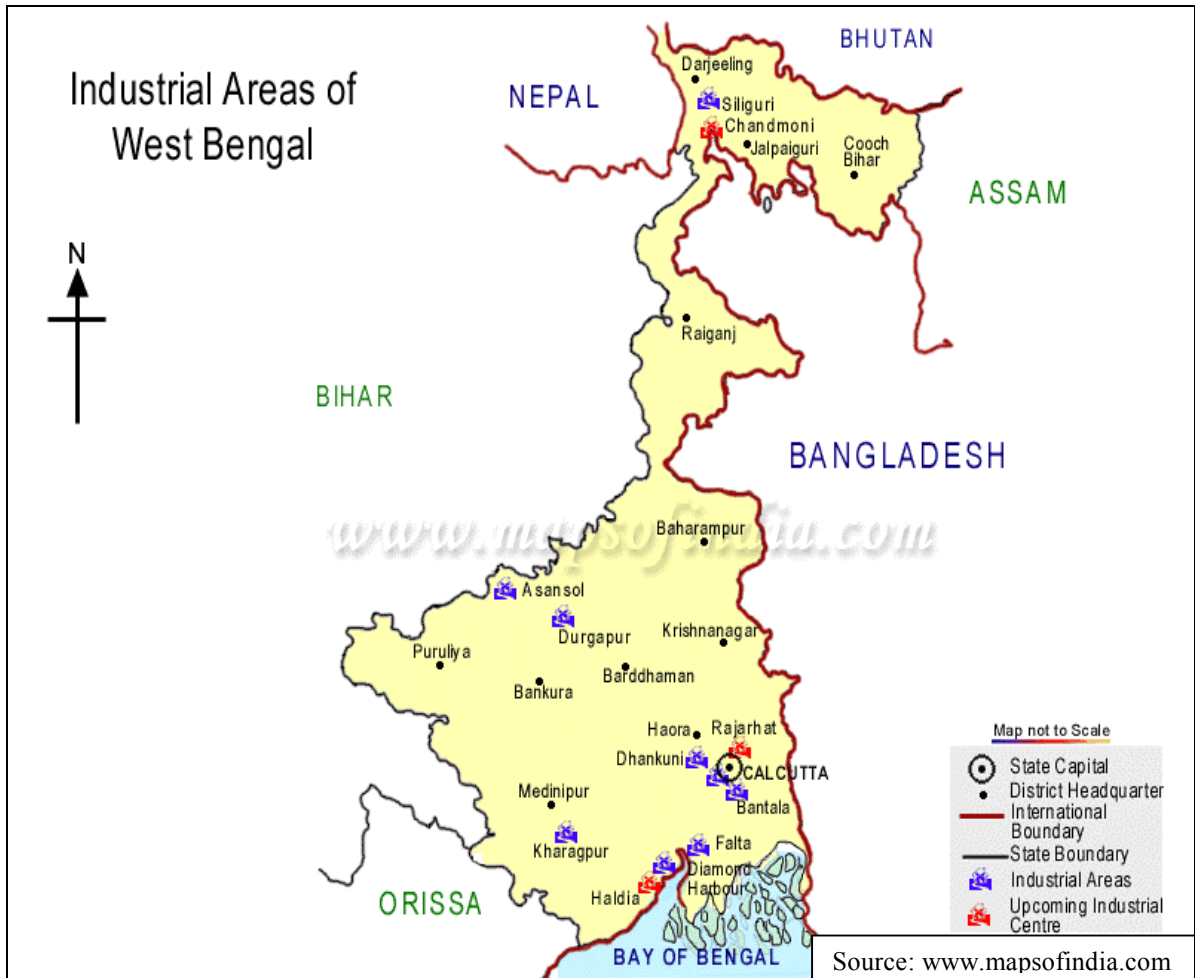 Industrial Areas of
West Bengal
N
NEPAL
BHUTAN
Darjeeling
Siliguri
Chandmoni
Jalpaiguri
Cooch
Bihar
ASSAM
Raiganj
BIHAR
BANGLADESH
www.mapsofindia.com
Baharampur
Asansol
Durgapur
Krishnanagar
Puruliya
Barddhaman
Bankura
Haora
Rajarhat
Dhankuni
CALCUTTA
Bantala
Medinipur
Kharagpur
Falta
Diamond
Harbour
Haldia
ORISSA
BAY OF BENGAL
Map not to Scale
State Capital
District Headquarter
International
Boundary
State Boundary
Industrial Areas
Upcoming Industrial
Centre
Source: www.mapsofindia.com